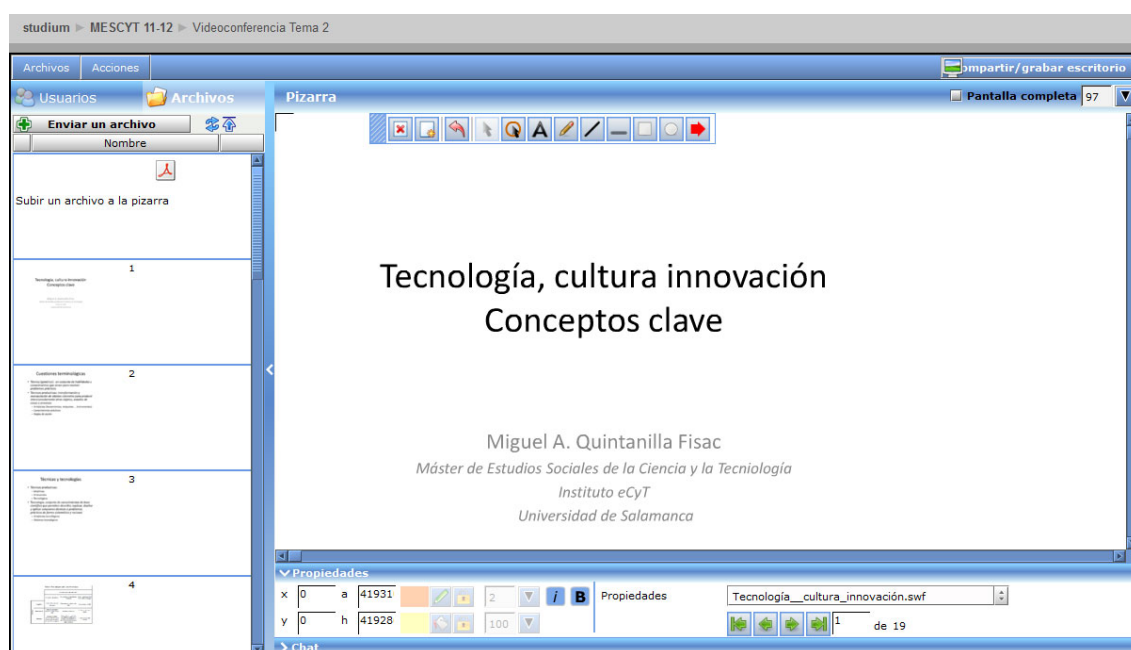 studium ► MESCYT 11-12 ► Videoconferencia Tema 2
Archivos Acciones
ompartir/grabar escritorio
Usuarios Archivos
Pizarra
Pantalla completa 97
Enviar un archivo
Nombre
Subir un archivo a la pizarra
1
Tecnología, cultura innovación
Conceptos clave
2
Cuestiones terminológicas
3
Técnicas y tecnologías
4
Tecnología, cultura innovación
Conceptos clave
Miguel A. Quintanilla Fisac
Máster de Estudios Sociales de la Ciencia y la Tecniología
Instituto eCyT
Universidad de Salamanca
Propiedades
x 0 a 41931 2 i B Propiedades Tecnología__cultura_innovación.swf
y 0 h 41928 100 1 de 19
Chat